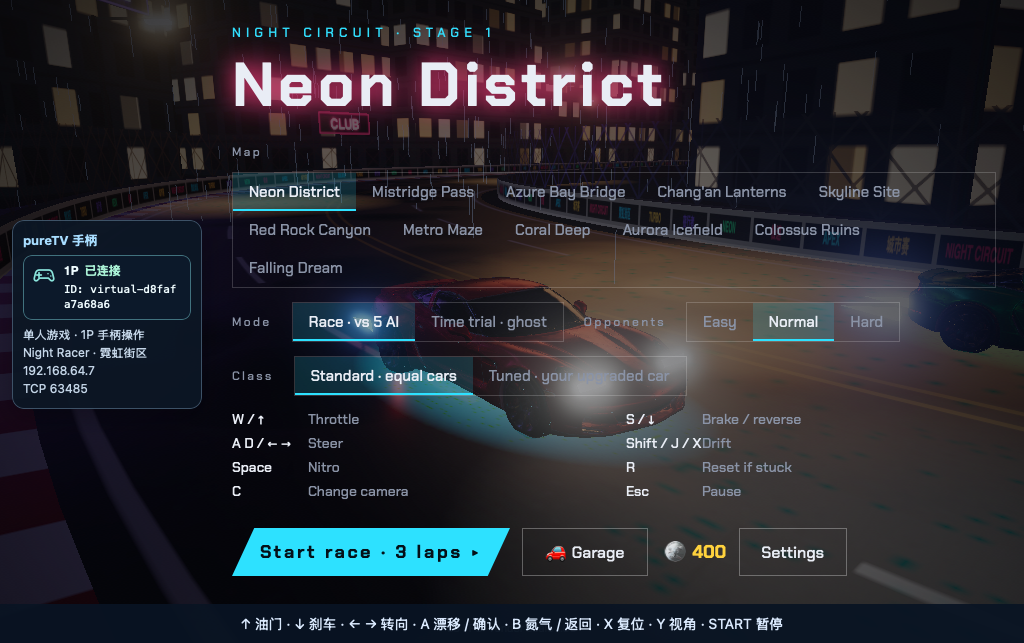 NIGHT CIRCUIT · STAGE 1
Neon District
CLUB
Map
Neon District Mistridge Pass Azure Bay Bridge Chang'an Lanterns Skyline Site
Red Rock Canyon Metro Maze Coral Deep Aurora Icefield Colossus Ruins
Falling Dream
NEON
APEX
城市赛
NIGHT CIRCUIT
pureTV 手柄
1P 已连接
ID: virtual-d8faf
a7a68a6
单人游戏 · 1P 手柄操作
Night Racer · 霓虹街区
192.168.64.7
TCP 63485
Mode Race · vs 5 AI Time trial · ghost Opponents Easy Normal Hard
Class Standard · equal cars Tuned · your upgraded car
W / ↑ Throttle S / ↓ Brake / reverse
A D / ← → Steer Shift / J / X Drift
Space Nitro R Reset if stuck
C Change camera Esc Pause
Start race · 3 laps ▸ Garage 400 Settings
↑ 油门 · ↓ 刹车 · ← → 转向 · A 漂移 / 确认 · B 氮气 / 返回 · X 复位 · Y 视角 · START 暂停